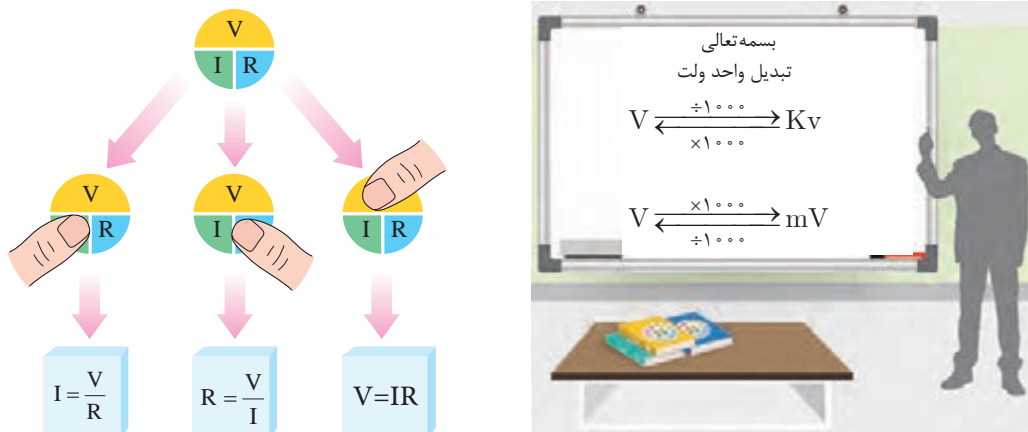 V
I R
V
R
V
I
I R
I = V/R
R = V/I
V=IR
بسمه‌تعالی
تبدیل واحد ولت
÷۱۰۰۰
V Kv
×۱۰۰۰
×۱۰۰۰
V mV
÷۱۰۰۰